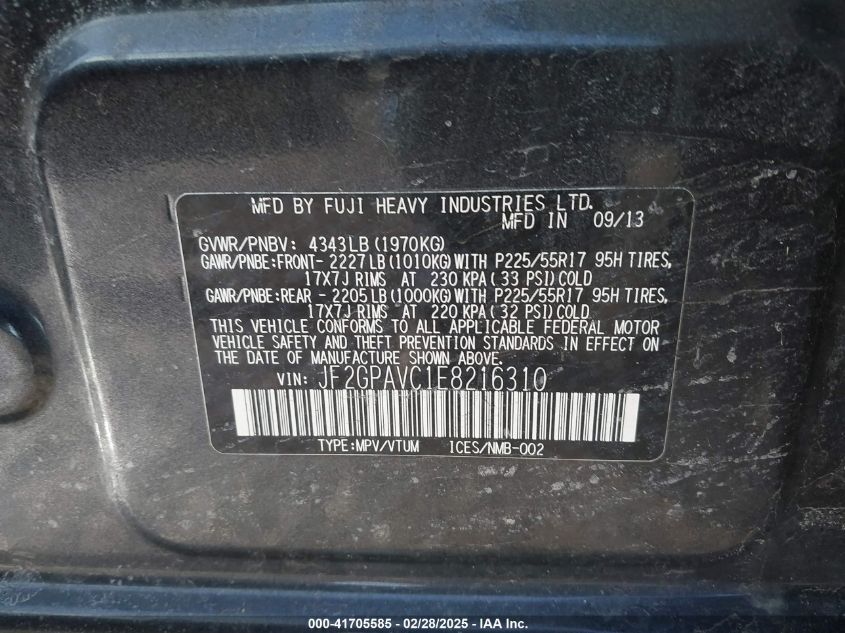 MFD BY FUJI HEAVY INDUSTRIES LTD.
MFD IN 09/13
GVWR/PNBV: 4343LB(1970KG)
GAWR/PNBE:FRONT- 2227LB(1010KG)WITH P225/55R17 95H TIRES,
17X7J RIMS AT 230 KPA(33 PSI)COLD
GAWR/PNBE:REAR - 2205LB(1000KG)WITH P225/55R17 95H TIRES,
17X7J RIMS AT 220 KPA(32 PSI)COLD
THIS VEHICLE CONFORMS TO ALL APPLICABLE FEDERAL MOTOR
VEHICLE SAFETY AND THEFT PREVENTION STANDARDS IN EFFECT ON
THE DATE OF MANUFACTURE SHOWN ABOVE.
VIN: JF2GPAVC1E8216310
TYPE:MPV/VTUM ICES/NMB-002
000-41705585 - 02/28/2025 - IAA Inc.